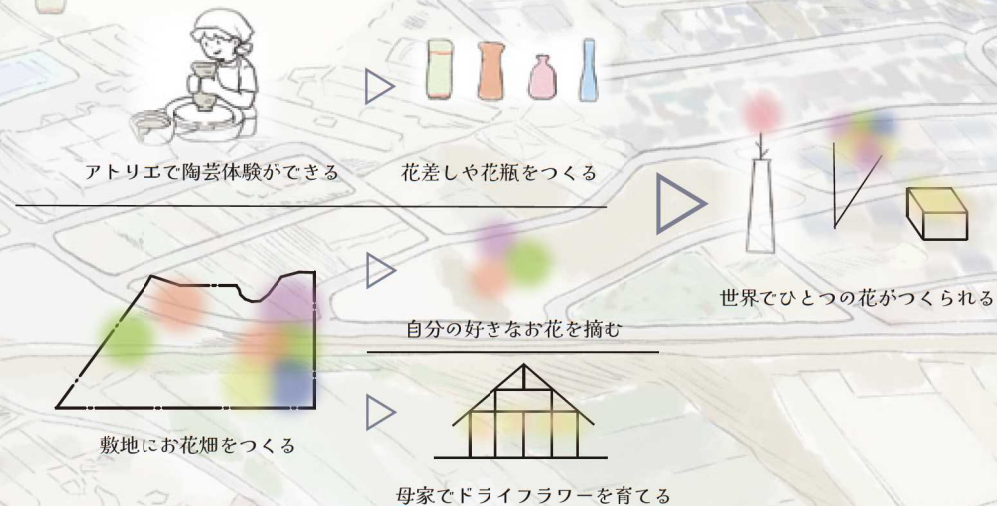 アトリエで陶芸体験ができる
花差しや花瓶をつくる
世界でひとつの花がつくられる
自分の好きなお花を摘む
敷地にお花畑をつくる
母家でドライフラワーを育てる